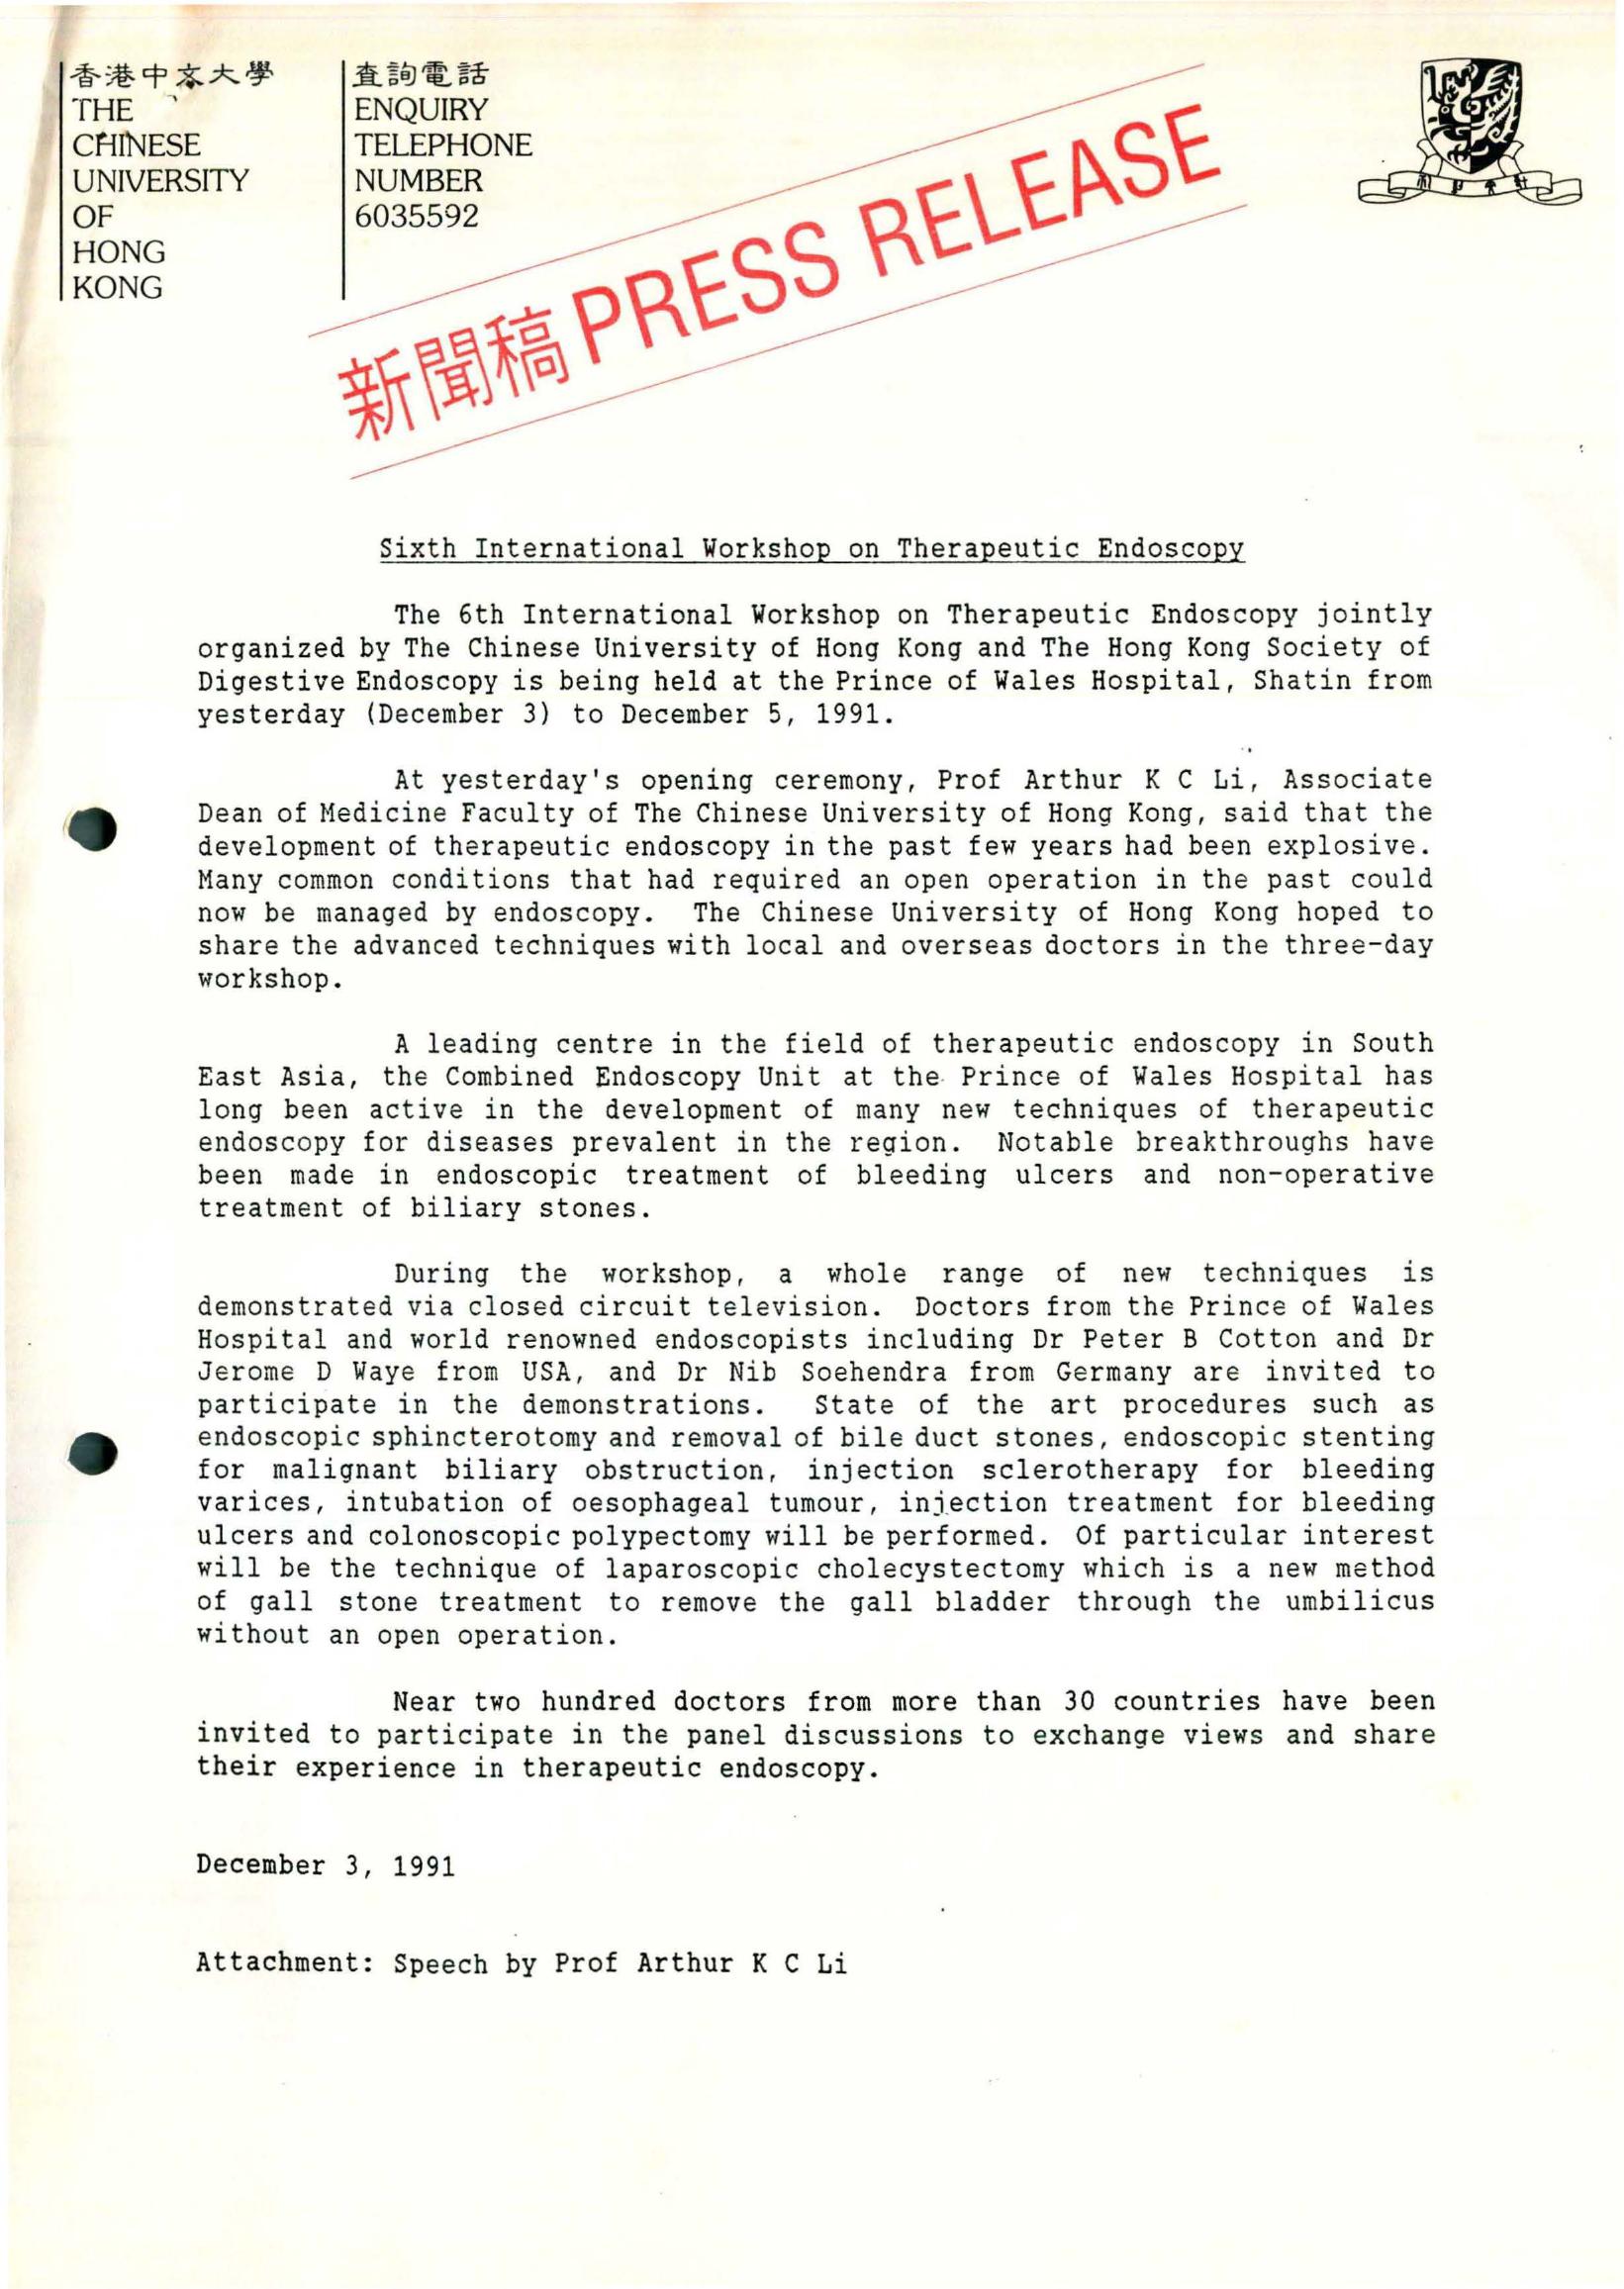 香港中文大學
THE
CHINESE
UNIVERSITY
OF
HONG
KONG
查詢電話
ENQUIRY
TELEPHONE
NUMBER
6035592
新聞稿 PRESS RELEASE
Sixth International Workshop on Therapeutic Endoscopy
The 6th International Workshop on Therapeutic Endoscopy jointly
organized by The Chinese University of Hong Kong and The Hong Kong Society of
Digestive Endoscopy is being held at the Prince of Wales Hospital, Shatin from
yesterday (December 3) to December 5, 1991.
At yesterday's opening ceremony, Prof Arthur K C Li, Associate
Dean of Medicine Faculty of The Chinese University of Hong Kong, said that the
development of therapeutic endoscopy in the past few years had been explosive.
Many common conditions that had required an open operation in the past could
now be managed by endoscopy. The Chinese University of Hong Kong hoped to
share the advanced techniques with local and overseas doctors in the three-day
workshop.
A leading centre in the field of therapeutic endoscopy in South
East Asia, the Combined Endoscopy Unit at the Prince of Wales Hospital has
long been active in the development of many new techniques of therapeutic
endoscopy for diseases prevalent in the region. Notable breakthroughs have
been made in endoscopic treatment of bleeding ulcers and non-operative
treatment of biliary stones.
During the workshop, a whole range of new techniques is
demonstrated via closed circuit television. Doctors from the Prince of Wales
Hospital and world renowned endoscopists including Dr Peter B Cotton and Dr
Jerome D Waye from USA, and Dr Nib Soehendra from Germany are invited to
participate in the demonstrations. State of the art procedures such as
endoscopic sphincterotomy and removal of bile duct stones, endoscopic stenting
for malignant biliary obstruction, injection sclerotherapy for bleeding
varices, intubation of oesophageal tumour, injection treatment for bleeding
ulcers and colonoscopic polypectomy will be performed. Of particular interest
will be the technique of laparoscopic cholecystectomy which is a new method
of gall stone treatment to remove the gall bladder through the umbilicus
without an open operation.
Near two hundred doctors from more than 30 countries have been
invited to participate in the panel discussions to exchange views and share
their experience in therapeutic endoscopy.
December 3, 1991
Attachment: Speech by Prof Arthur K C Li